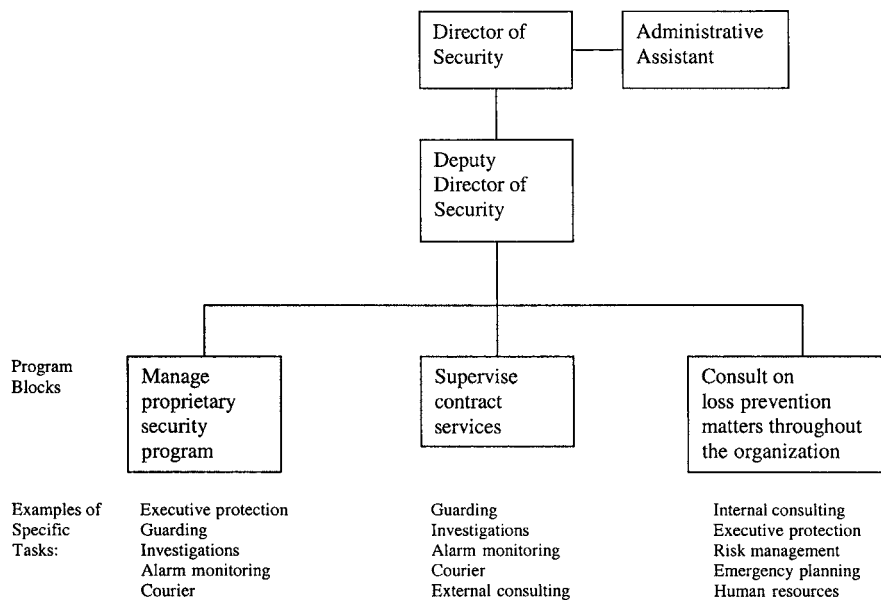 Director of
Security
Administrative
Assistant
Deputy
Director of
Security
Program
Blocks
Manage
proprietary
security
program
Supervise
contract
services
Consult on
loss prevention
matters throughout
the organization
Examples of
Specific
Tasks:
Executive protection
Guarding
Investigations
Alarm monitoring
Courier
Guarding
Investigations
Alarm monitoring
Courier
External consulting
Internal consulting
Executive protection
Risk management
Emergency planning
Human resources